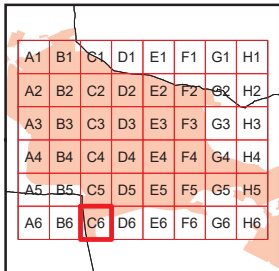 A1 B1 C1 D1 E1 F1 G1 H1
A2 B2 C2 D2 E2 F2 G2 H2
A3 B3 C3 D3 E3 F3 G3 H3
A4 B4 C4 D4 E4 F4 G4 H4
A5 B5 C5 D5 E5 F5 G5 H5
A6 B6 C6 D6 E6 F6 G6 H6